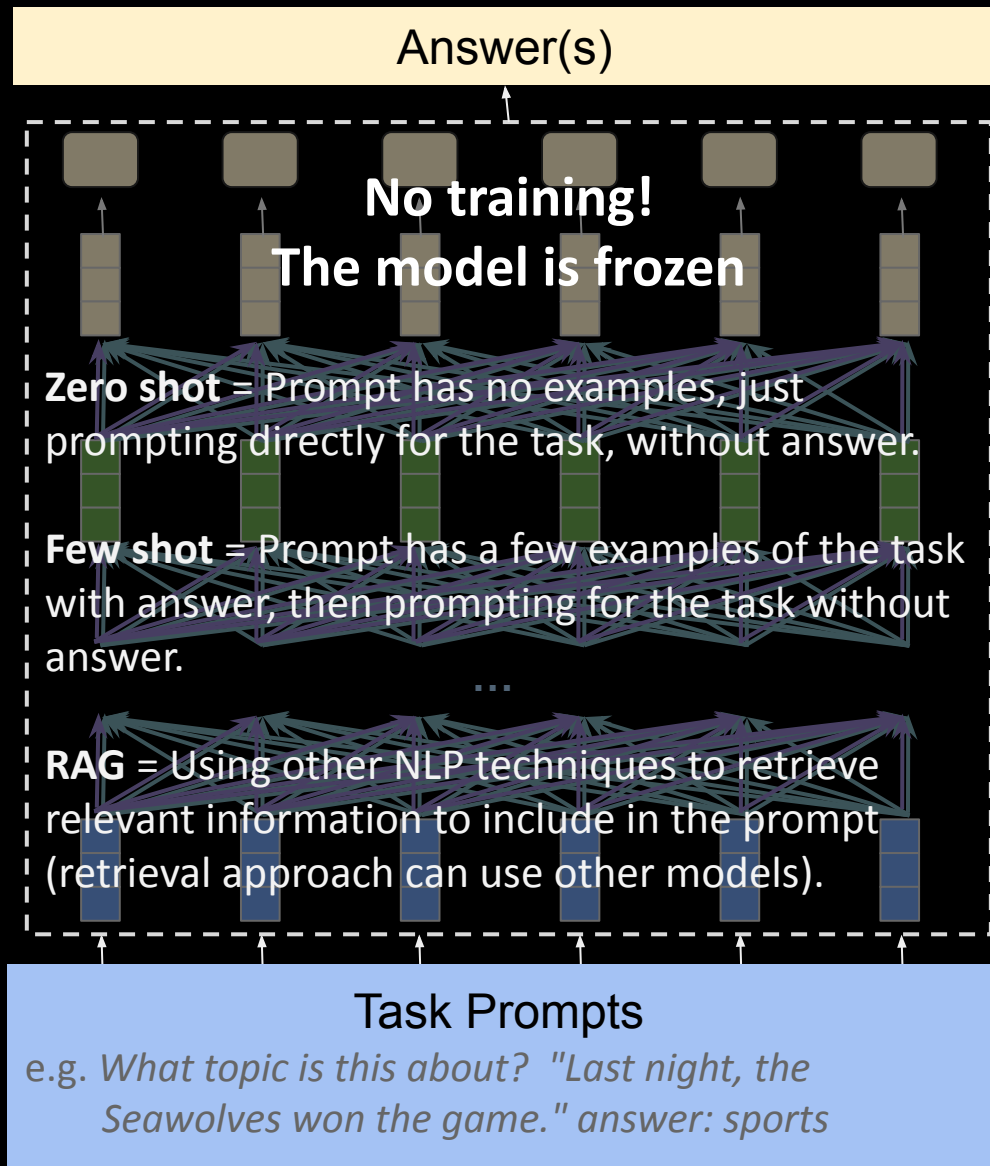 Answer(s)
No training!
The model is frozen
Zero shot = Prompt has no examples, just
prompting directly for the task, without answer.
Few shot = Prompt has a few examples of the task
with answer, then prompting for the task without
answer.
...
RAG = Using other NLP techniques to retrieve
relevant information to include in the prompt
(retrieval approach can use other models).
Task Prompts
e.g. What topic is this about? "Last night, the
Seawolves won the game." answer: sports